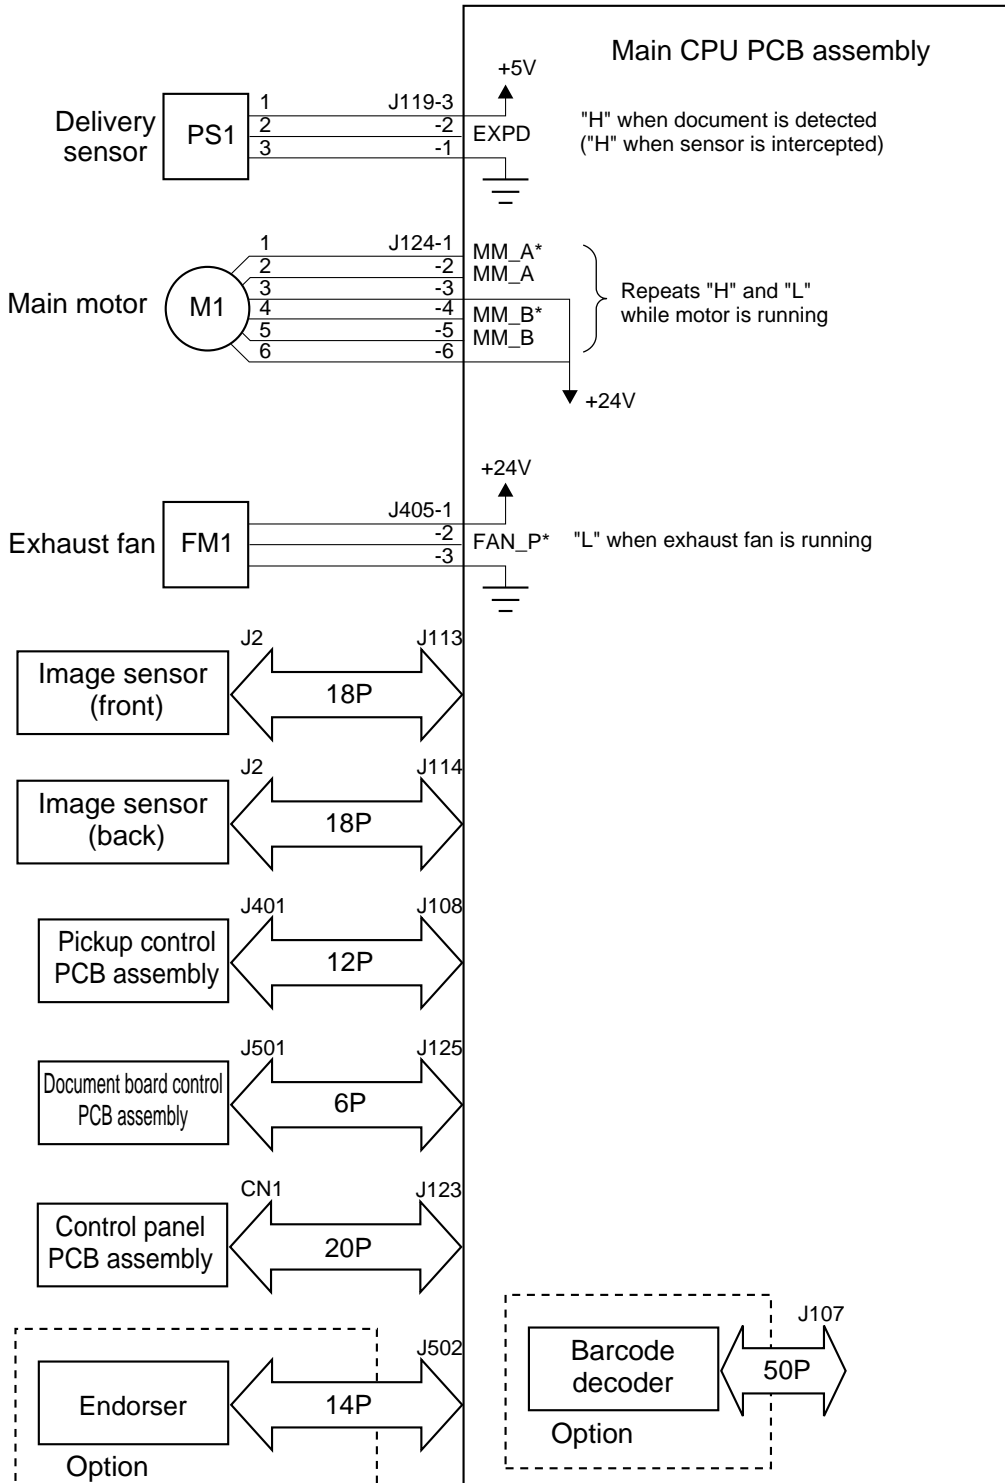 Main CPU PCB assembly
+5V
Delivery
sensor
PS1
1
2
3
J119-3
-2
-1
EXPD
"H" when document is detected
("H" when sensor is intercepted)
Main motor
M1
1
2
3
4
5
6
J124-1
-2
-3
-4
-5
-6
MM_A*
MM_A
MM_B*
MM_B
Repeats "H" and "L"
while motor is running
+24V
+24V
Exhaust fan
FM1
J405-1
-2
-3
FAN_P*
"L" when exhaust fan is running
J2
J113
Image sensor
(front)
18P
J2
J114
Image sensor
(back)
18P
J401
J108
Pickup control
PCB assembly
12P
J501
J125
Document board control
PCB assembly
6P
CN1
J123
Control panel
PCB assembly
20P
J502
Endorser
14P
Option
J107
Barcode
decoder
50P
Option